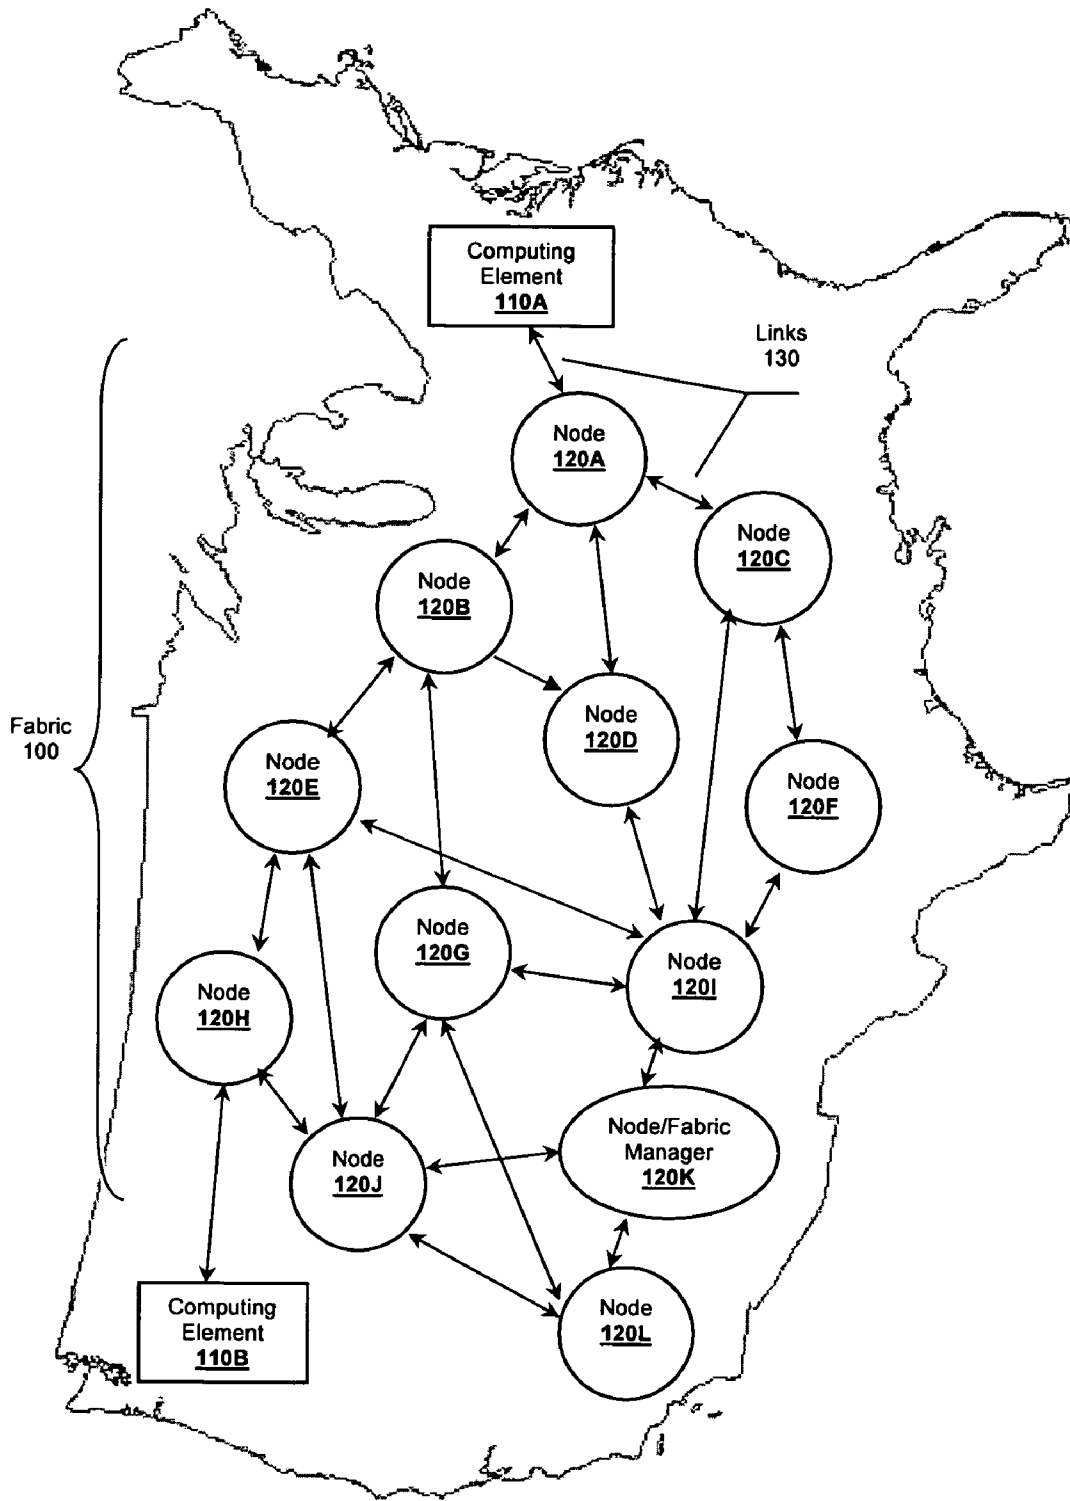 Computing
Element
110A
Links
130
Node
120A
Node
120C
Node
120B
Fabric
100
Node
120D
Node
120E
Node
120F
Node
120G
Node
120I
Node
120H
Node/Fabric
Manager
120K
Node
120J
Computing
Element
110B
Node
120L